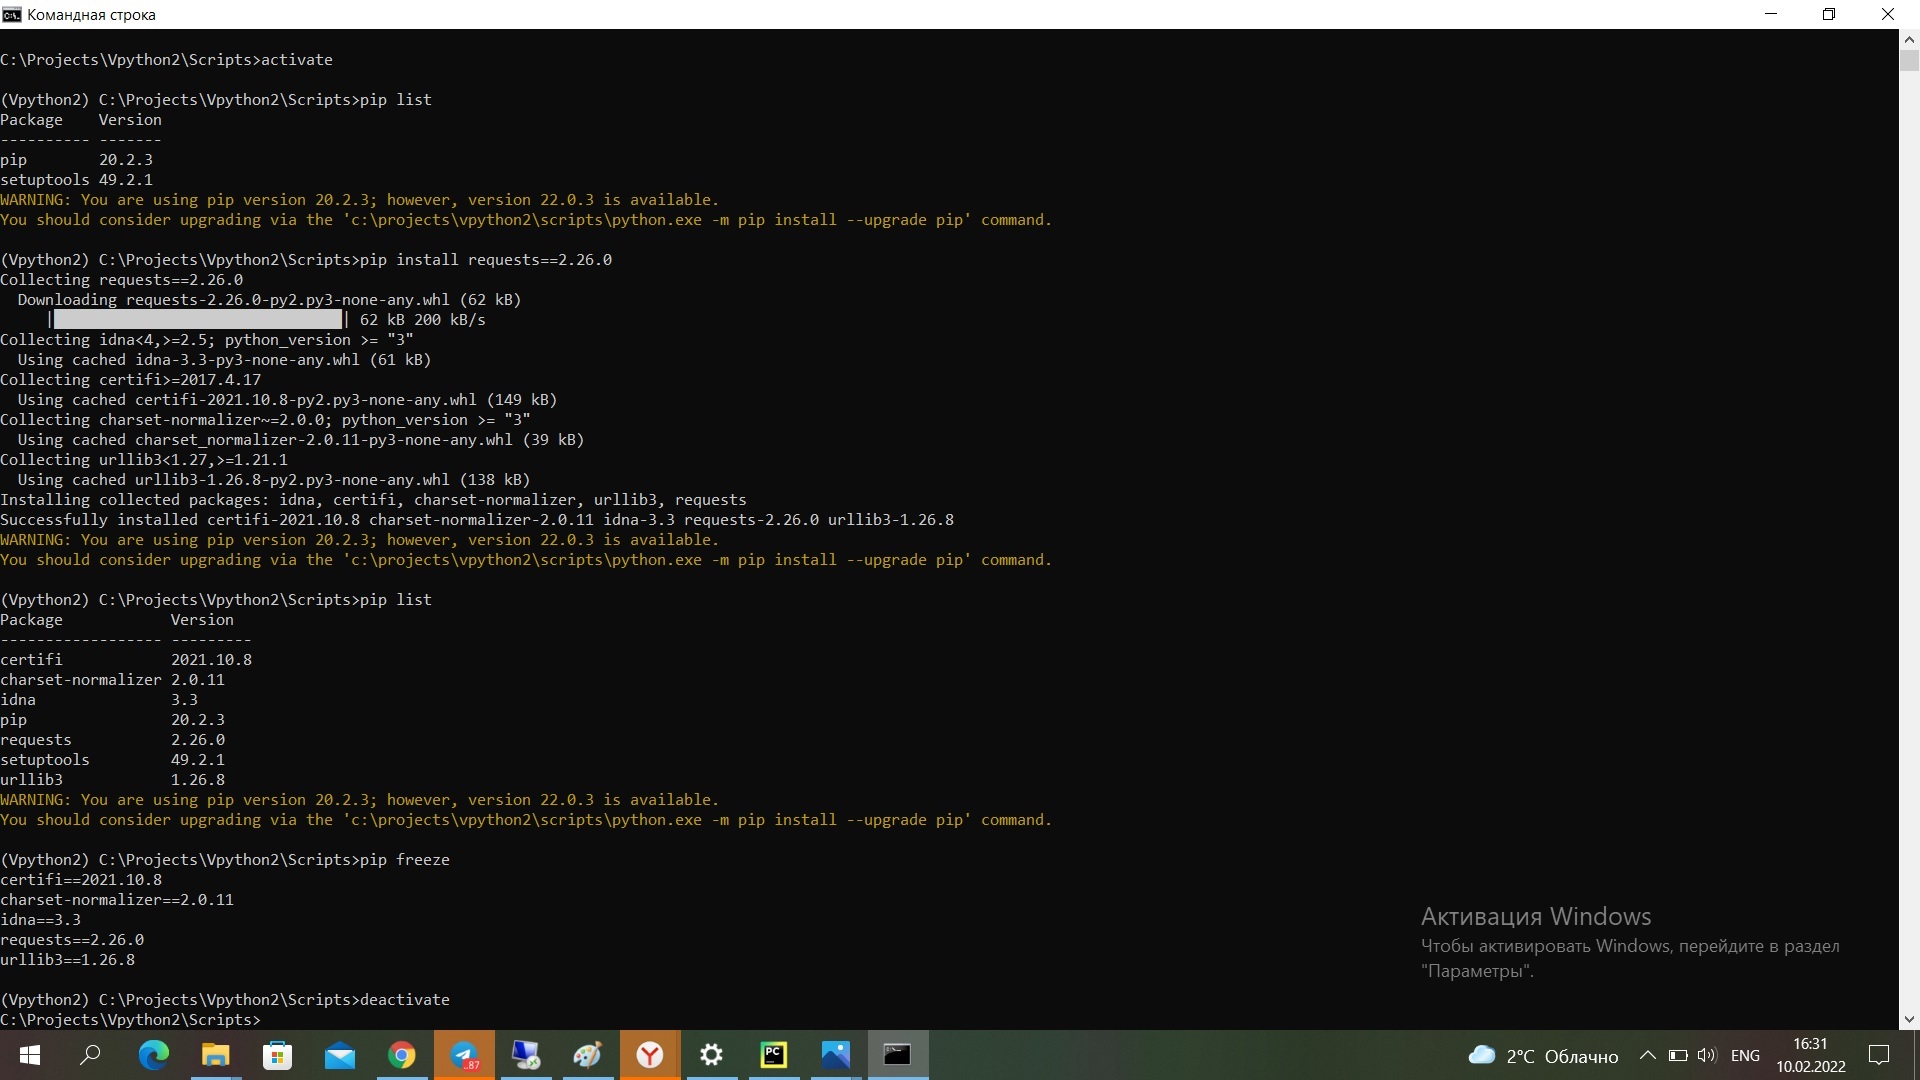 Командная строка
C:\Projects\Vpython2\Scripts>activate
(Vpython2) C:\Projects\Vpython2\Scripts>pip list
Package    Version
---------- -------
pip        20.2.3
setuptools 49.2.1
WARNING: You are using pip version 20.2.3; however, version 22.0.3 is available.
You should consider upgrading via the 'c:\projects\vpython2\scripts\python.exe -m pip install --upgrade pip' command.
(Vpython2) C:\Projects\Vpython2\Scripts>pip install requests==2.26.0
Collecting requests==2.26.0
  Downloading requests-2.26.0-py2.py3-none-any.whl (62 kB)
     |████████████████████████████████| 62 kB 200 kB/s
Collecting idna<4,>=2.5; python_version >= "3"
  Using cached idna-3.3-py3-none-any.whl (61 kB)
Collecting certifi>=2017.4.17
  Using cached certifi-2021.10.8-py2.py3-none-any.whl (149 kB)
Collecting charset-normalizer~=2.0.0; python_version >= "3"
  Using cached charset_normalizer-2.0.11-py3-none-any.whl (39 kB)
Collecting urllib3<1.27,>=1.21.1
  Using cached urllib3-1.26.8-py2.py3-none-any.whl (138 kB)
Installing collected packages: idna, certifi, charset-normalizer, urllib3, requests
Successfully installed certifi-2021.10.8 charset-normalizer-2.0.11 idna-3.3 requests-2.26.0 urllib3-1.26.8
WARNING: You are using pip version 20.2.3; however, version 22.0.3 is available.
You should consider upgrading via the 'c:\projects\vpython2\scripts\python.exe -m pip install --upgrade pip' command.
(Vpython2) C:\Projects\Vpython2\Scripts>pip list
Package            Version
------------------ ---------
certifi            2021.10.8
charset-normalizer 2.0.11
idna               3.3
pip                20.2.3
requests           2.26.0
setuptools         49.2.1
urllib3            1.26.8
WARNING: You are using pip version 20.2.3; however, version 22.0.3 is available.
You should consider upgrading via the 'c:\projects\vpython2\scripts\python.exe -m pip install --upgrade pip' command.
(Vpython2) C:\Projects\Vpython2\Scripts>pip freeze
certifi==2021.10.8
charset-normalizer==2.0.11
idna==3.3
requests==2.26.0
urllib3==1.26.8
(Vpython2) C:\Projects\Vpython2\Scripts>deactivate
C:\Projects\Vpython2\Scripts>
Активация Windows
Чтобы активировать Windows, перейдите в раздел
"Параметры".
..87
PC
2°C Облачно
ENG
16:31
10.02.2022